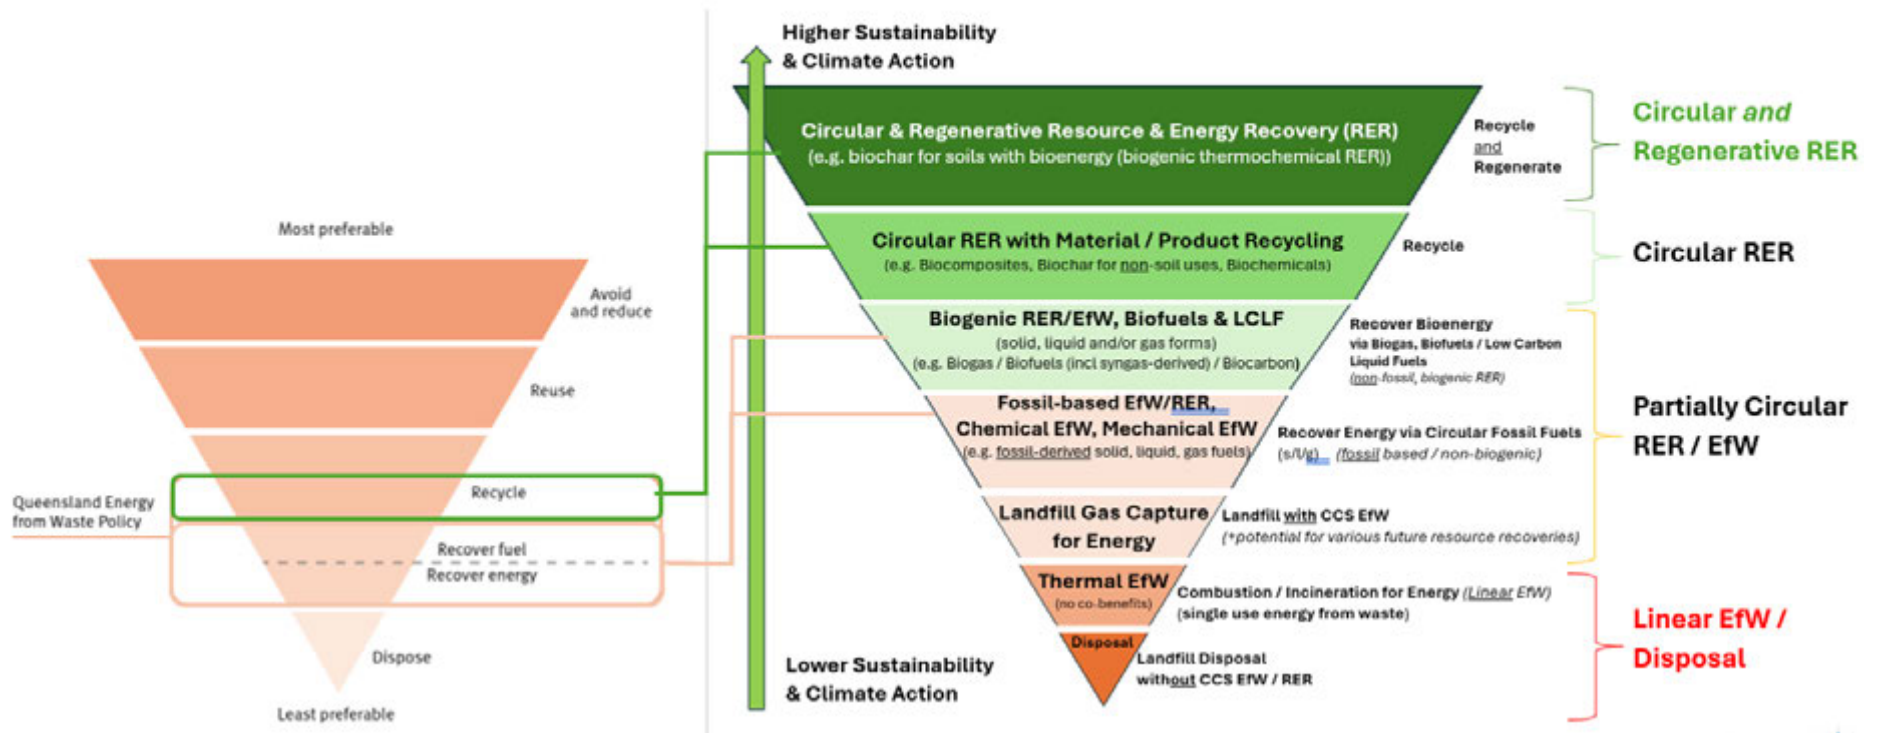 Most preferable
Avoid
and reduce
Reuse
Recycle
Queensland Energy
from Waste Policy
Recover fuel
Recover energy
Dispose
Least preferable
Higher Sustainability
& Climate Action
Circular & Regenerative Resource & Energy Recovery (RER)
(e.g. biochar for soils with bioenergy (biogenic thermochemical RER))
Recycle
and
Regenerate
Circular and
Regenerative RER
Circular RER with Material / Product Recycling
(e.g. Biocomposites, Biochar for non-soil uses, Biochemicals)
Recycle
Circular RER
Biogenic RER/EfW, Biofuels & LCLF
(solid, liquid and/or gas forms)
(e.g. Biogas / Biofuels (incl syngas-derived) / Biocarbon)
Recover Bioenergy
via Biogas, Biofuels / Low Carbon
Liquid Fuels
(non-fossil, biogenic RER)
Fossil-based EfW/RER,
Chemical EfW, Mechanical EfW
(e.g. fossil-derived solid, liquid, gas fuels)
Recover Energy via Circular Fossil Fuels
(s/l/g) (fossil based / non-biogenic)
Partially Circular
RER / EfW
Landfill Gas Capture
for Energy
Landfill with CCS EfW
(+potential for various future resource recoveries)
Thermal EfW
(no co-benefits)
Combustion / Incineration for Energy (Linear EfW)
(single use energy from waste)
Linear EfW /
Disposal
Disposal
Landfill Disposal
without CCS EfW / RER
Lower Sustainability
& Climate Action